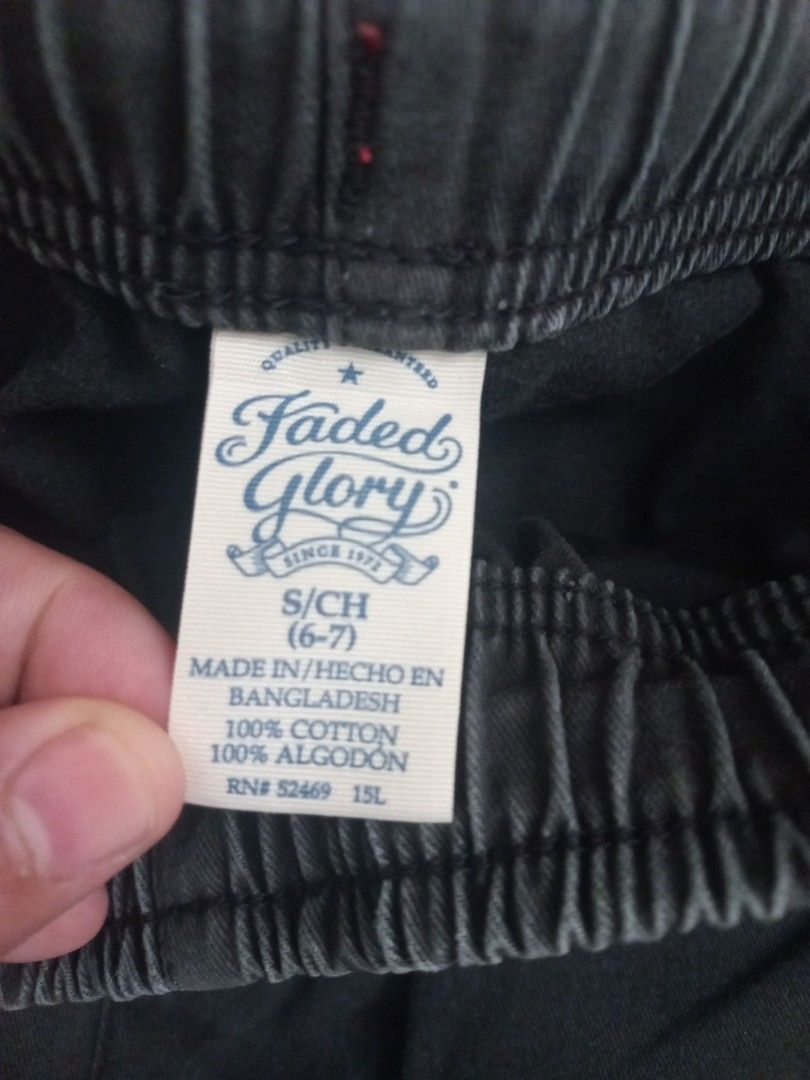 QUALITY
Faded
Glory
SINCE 1972
S/CH
(6-7)
MADE IN/HECHO EN
BANGLADESH
100% COTTON
100% ALGODÓN
RN# 52469 15L